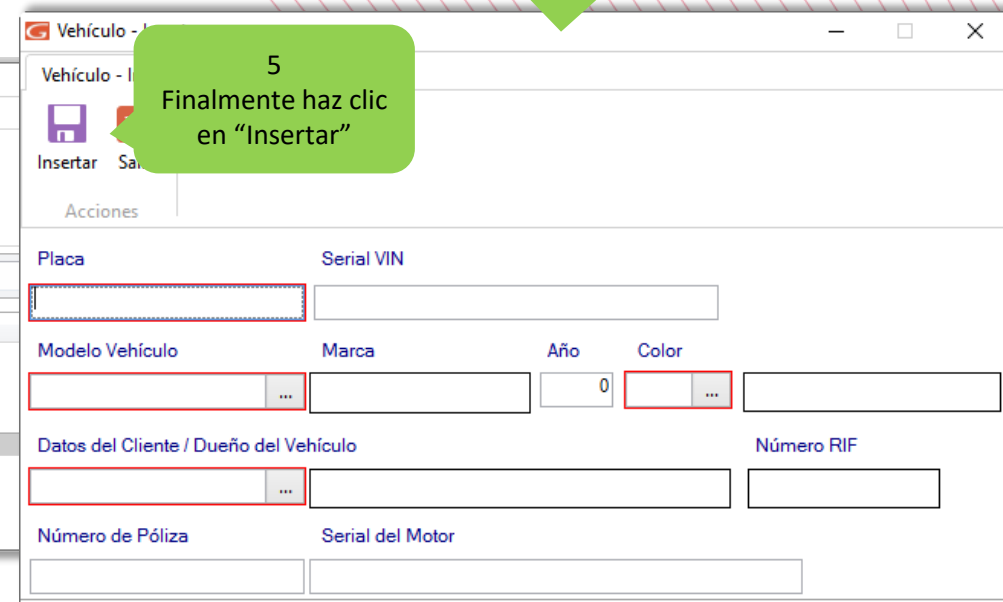 Vehículo -
5
Finalmente haz clic
en “Insertar”
Vehículo -
Insertar
Acciones
Placa Serial VIN
Modelo Vehículo Marca Año Color
... 0 ...
Datos del Cliente / Dueño del Vehículo Número RIF
...
Número de Póliza Serial del Motor